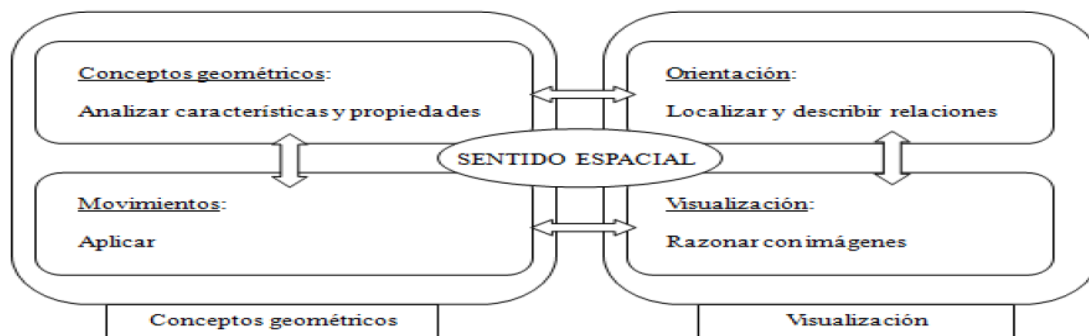 Conceptos geométricos:
Analizar características y propiedades
Orientación:
Localizar y describir relaciones
SENTIDO ESPACIAL
Movimientos:
Aplicar
Visualización:
Razonar con imágenes
Conceptos geométricos
Visualización